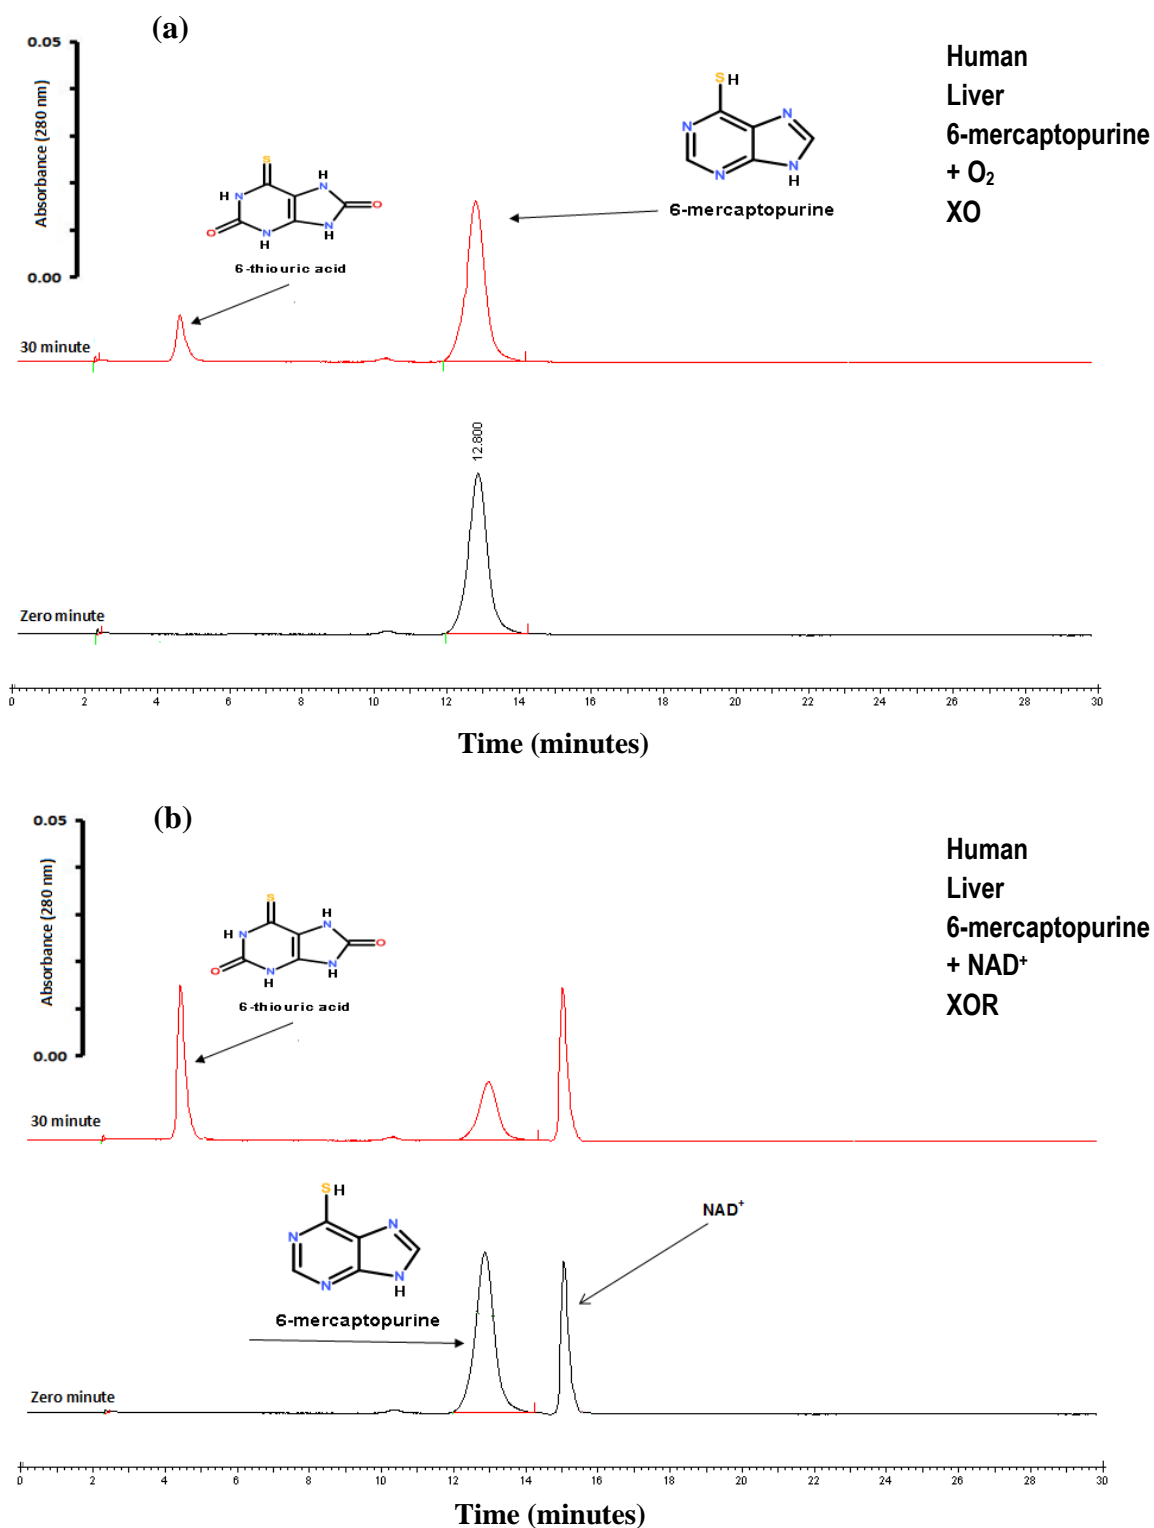 (a)
0.05
Absorbance (280 nm)
0.00
Human
Liver
6-mercaptopurine
+ O₂
XO
S H
N
N
N
N
H
6-mercaptopurine
S
H
H N
N
O
O
N
N
H
H
6-thiouric acid
30 minute
12.800
Zero minute
0 2 4 6 8 10 12 14 16 18 20 22 24 26 28 30
Time (minutes)
(b)
0.05
Absorbance (280 nm)
0.00
Human
Liver
6-mercaptopurine
+ NAD⁺
XOR
S
H
H N
N
O
O
N
N
H
H
6-thiouric acid
30 minute
S H
N
N
N
N
H
6-mercaptopurine
NAD⁺
Zero minute
0 2 4 6 8 10 12 14 16 18 20 22 24 26 28 30
Time (minutes)